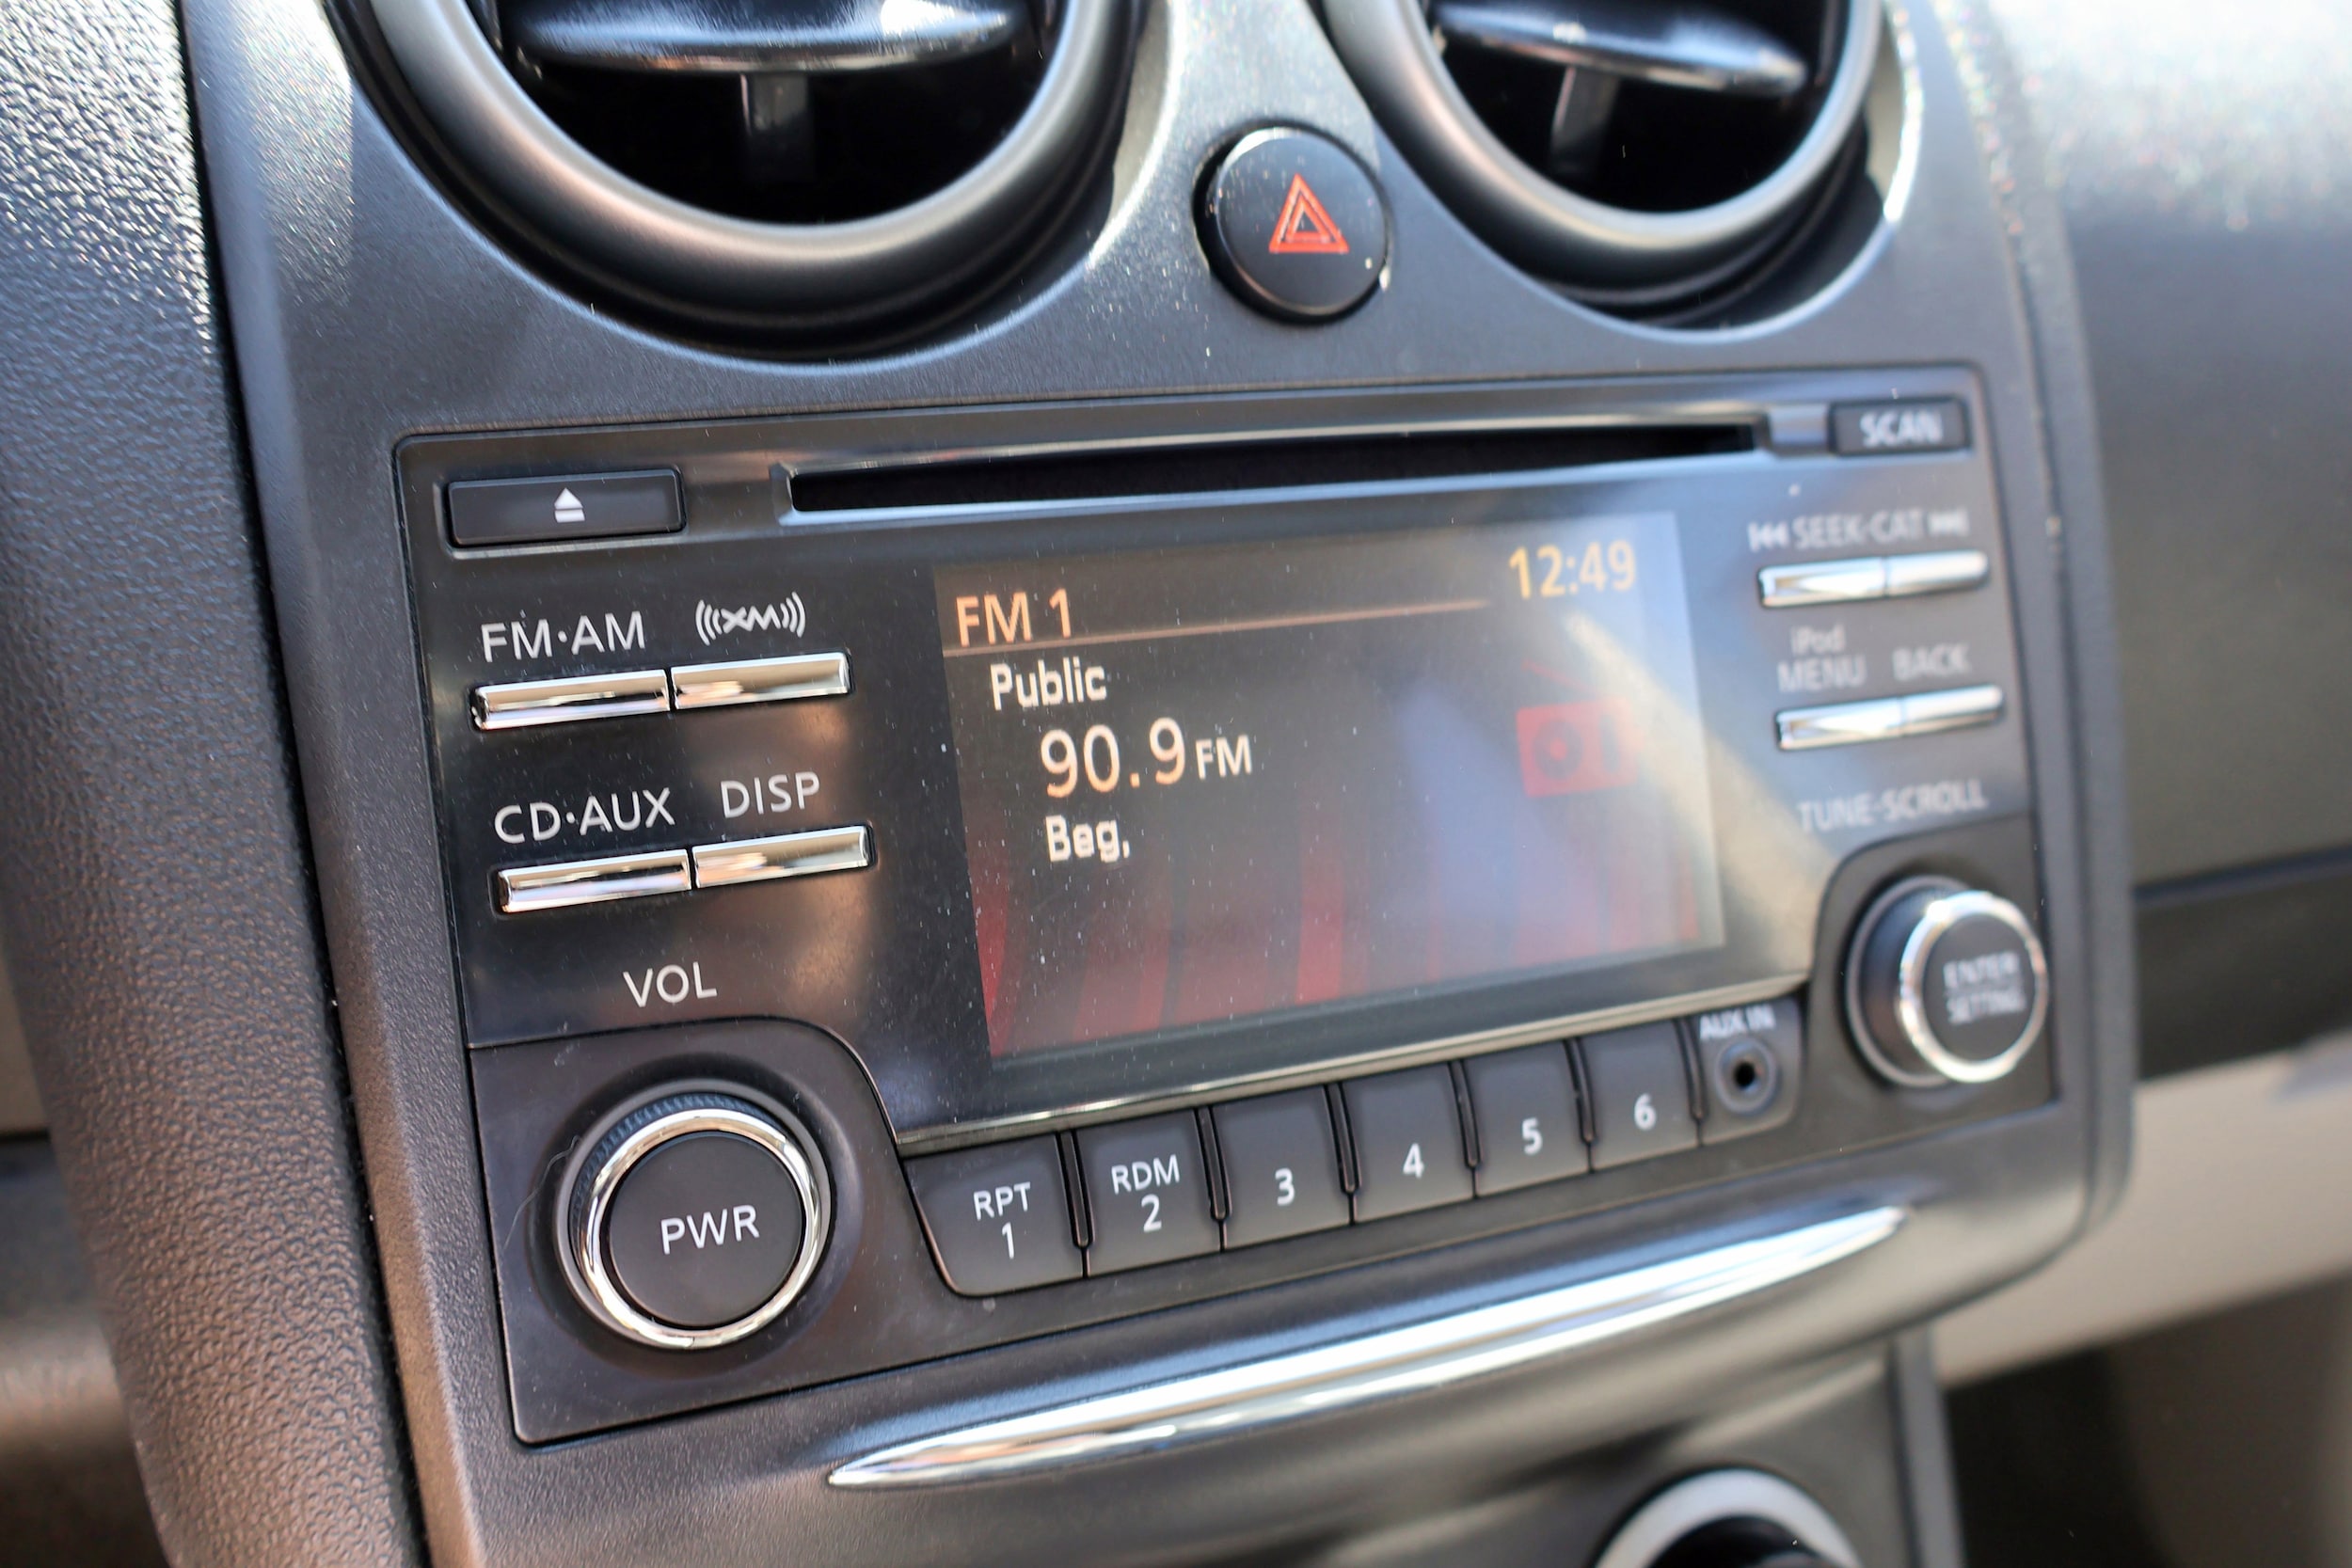 SCAN
SEEK·CAT
FM·AM
XM
12:49
FM 1
iPod
MENU
BACK
Public
90.9 FM
Beg,
CD·AUX
DISP
TUNE·SCROLL
VOL
ENTER
SETTING
AUX IN
PWR
RPT
1
RDM
2
3
4
5
6